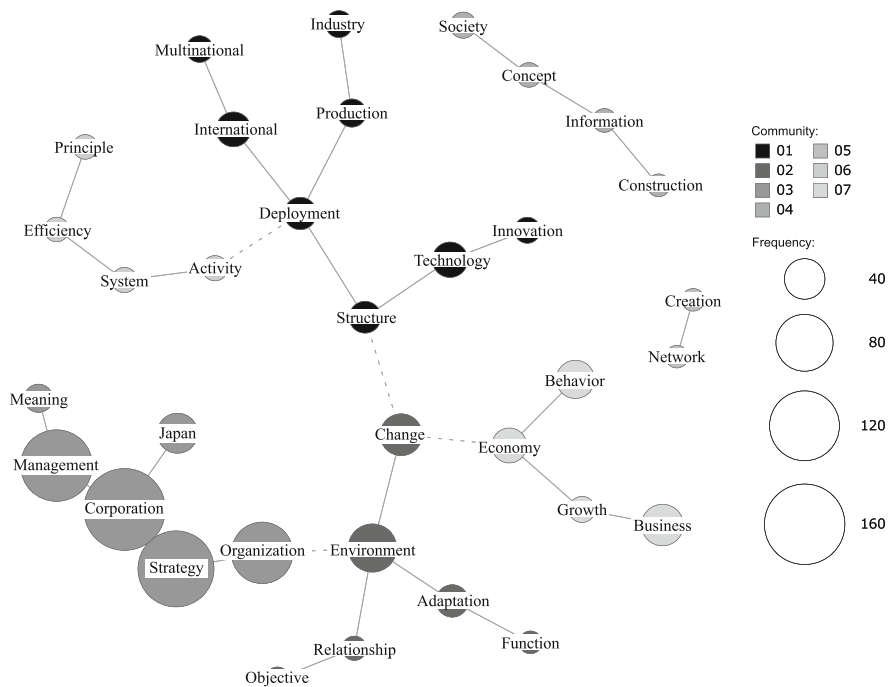 Society
Industry
Multinational
Concept
Production
Information
International
Principle
Construction
Deployment
Efficiency
Innovation
Technology
Activity
System
Creation
Structure
Network
Behavior
Meaning
Japan
Change
Economy
Management
Corporation
Growth
Business
Organization
Environment
Strategy
Adaptation
Function
Relationship
Objective
Community:
01 05
02 06
03 07
04
Frequency:
40
80
120
160